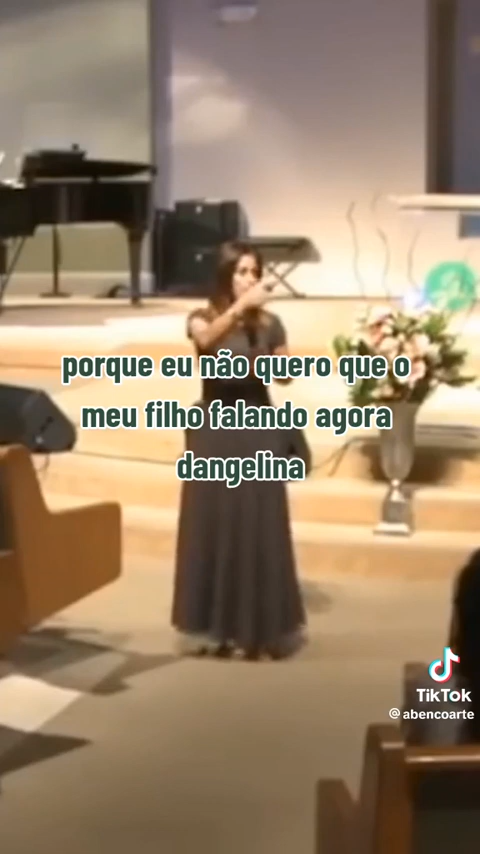 porque eu não quero que o
meu filho falando agora
dangelina
TikTok
@abencoarte